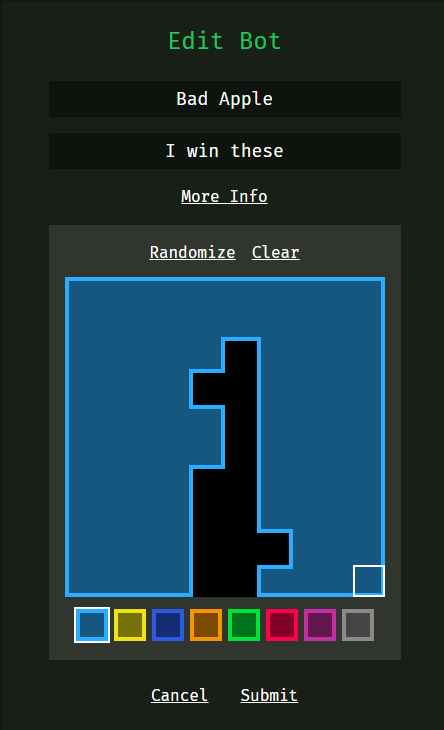 Edit Bot
Bad Apple
I win these
More Info
Randomize Clear
Cancel Submit